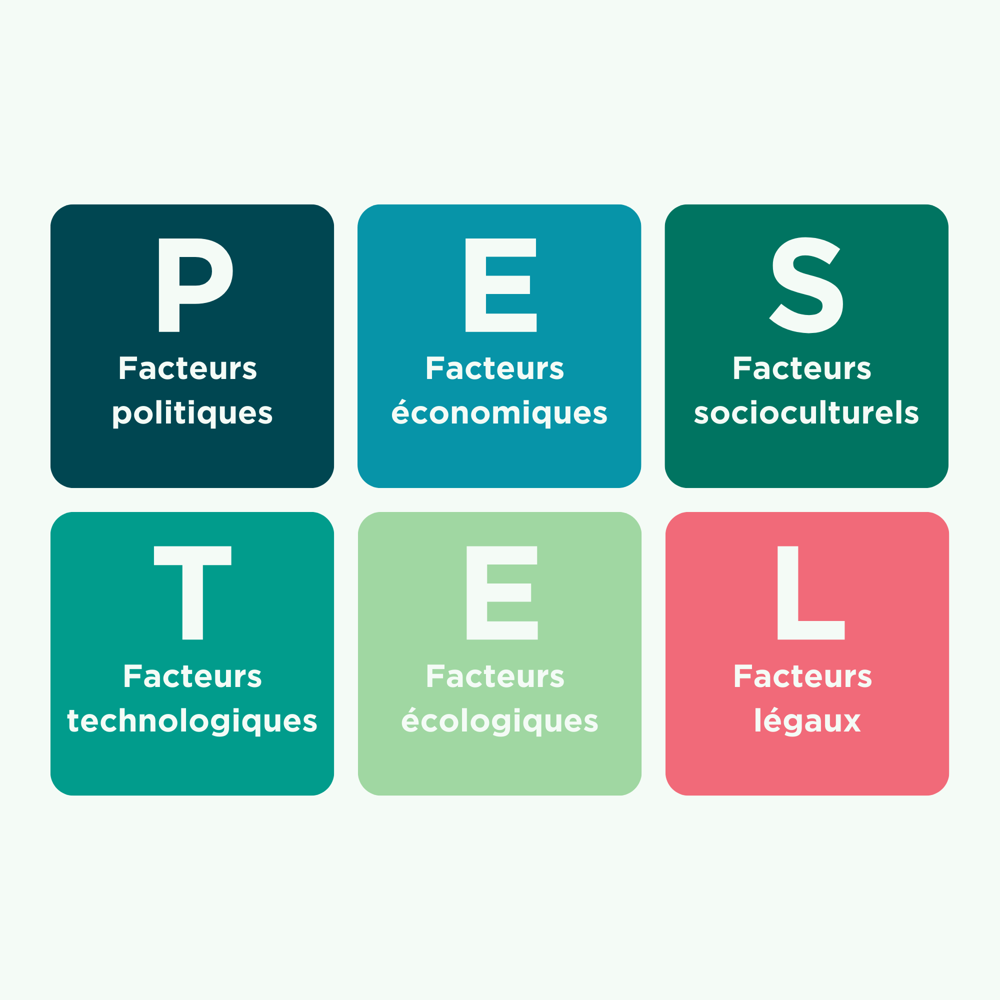 P
Facteurs
politiques
E
Facteurs
économiques
S
Facteurs
socioculturels
T
Facteurs
technologiques
E
Facteurs
écologiques
L
Facteurs
légaux